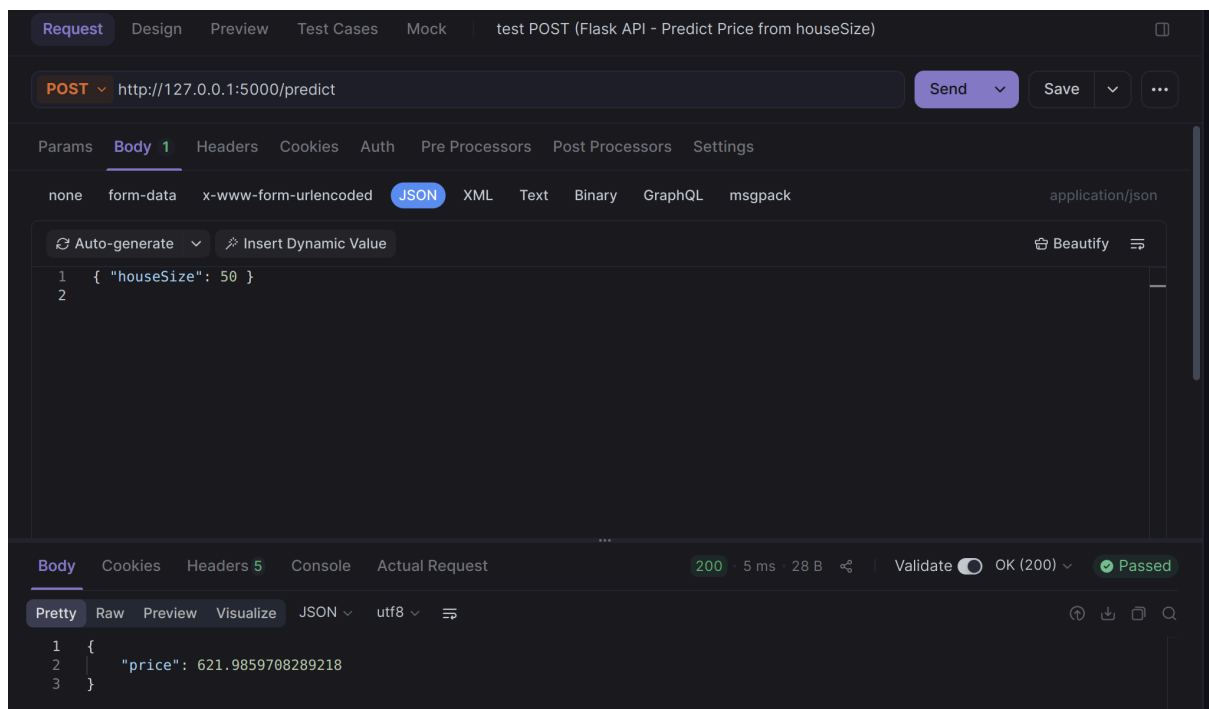 Request Design Preview Test Cases Mock test POST (Flask API - Predict Price from houseSize)
POST http://127.0.0.1:5000/predict Send Save
Params Body 1 Headers Cookies Auth Pre Processors Post Processors Settings
none form-data x-www-form-urlencoded JSON XML Text Binary GraphQL msgpack application/json
Auto-generate Insert Dynamic Value Beautify
1 { "houseSize": 50 }
2
Body Cookies Headers 5 Console Actual Request 200 · 5 ms · 28 B Validate OK (200) Passed
Pretty Raw Preview Visualize JSON utf8
1 {
2 "price": 621.9859708289218
3 }